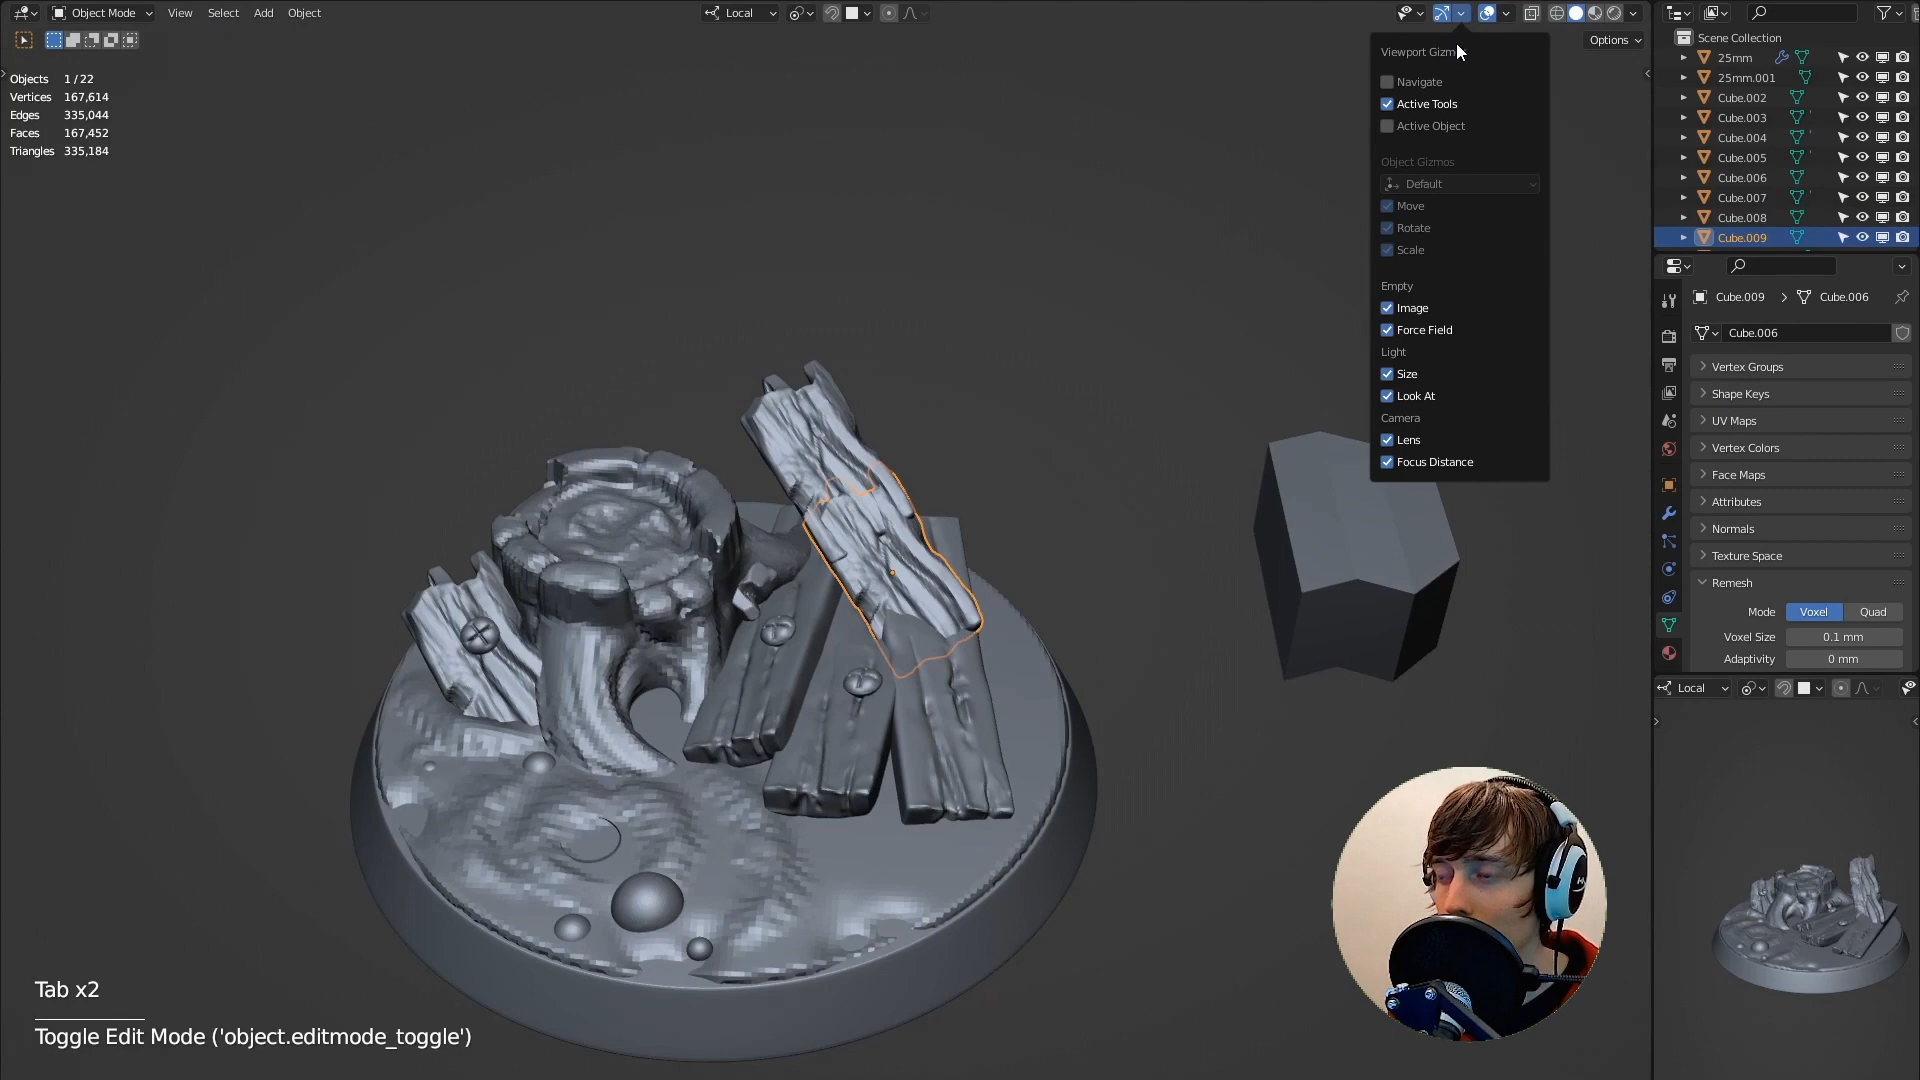 Object Mode View Select Add Object Local
Options
Objects 1 / 22
Vertices 167,614
Edges 335,044
Faces 167,452
Triangles 335,184
Viewport Gizm
Navigate
Active Tools
Active Object
Object Gizmos
Default
Move
Rotate
Scale
Empty
Image
Force Field
Light
Size
Look At
Camera
Lens
Focus Distance
Scene Collection
25mm
25mm.001
Cube.002
Cube.003
Cube.004
Cube.005
Cube.006
Cube.007
Cube.008
Cube.009
Cube.009 Cube.006
Cube.006
Vertex Groups
Shape Keys
UV Maps
Vertex Colors
Face Maps
Attributes
Normals
Texture Space
Remesh
Mode Voxel Quad
Voxel Size 0.1 mm
Adaptivity 0 mm
Local
Tab x2
Toggle Edit Mode ('object.editmode_toggle')